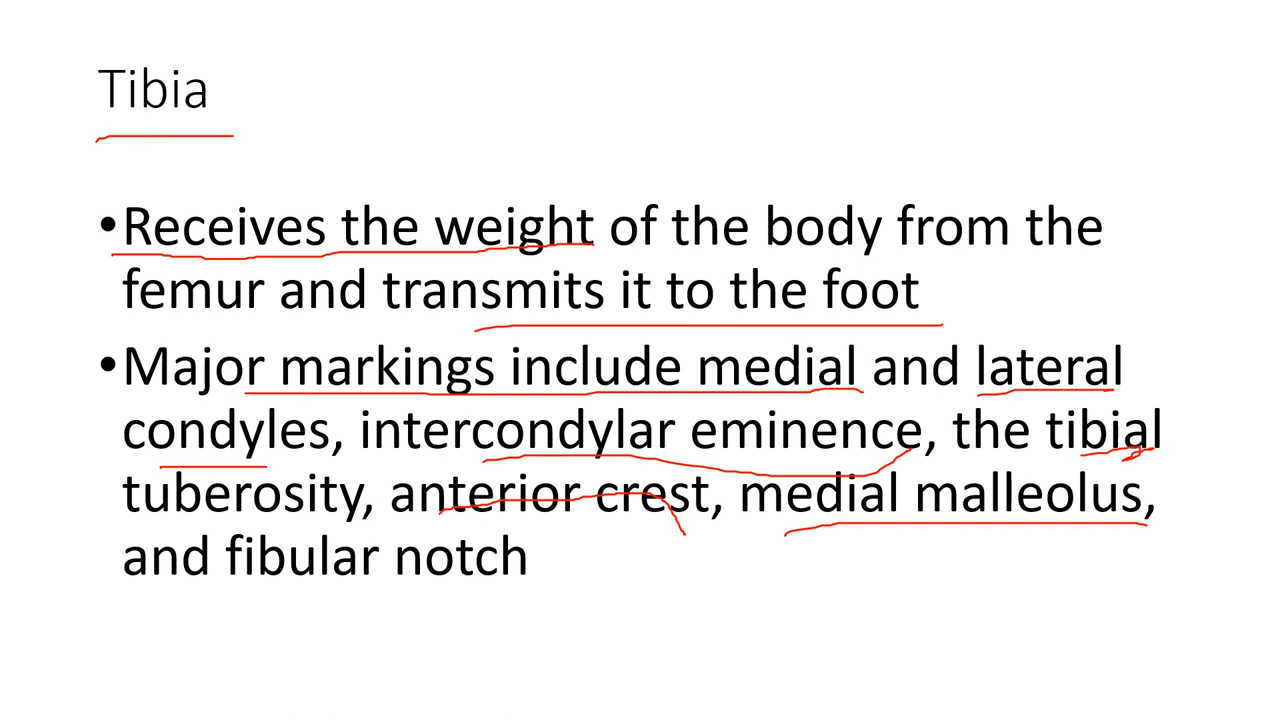 Tibia
•Receives the weight of the body from the
femur and transmits it to the foot
•Major markings include medial and lateral
condyles, intercondylar eminence, the tibial
tuberosity, anterior crest, medial malleolus,
and fibular notch